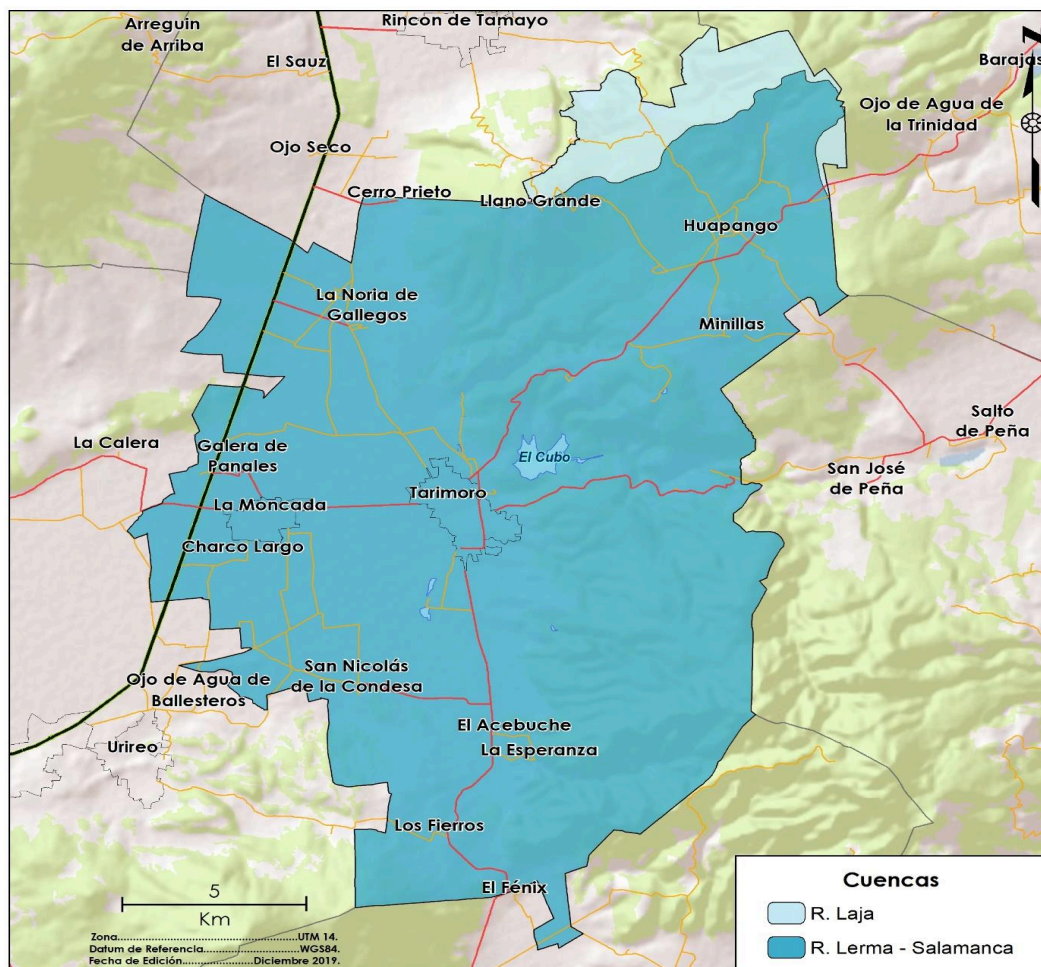 Arreguín
de Arriba
Rincón de Tamayo
El Sauz
Barajas
Ojo de Agua de
la Trinidad
Ojo Seco
Cerro Prieto
Llano Grande
Huapango
La Noria de
Gallegos
Minillas
La Calera
Galera de
Panales
El Cubo
Salto
de Peña
San José
de Peña
Tarimoro
La Moncada
Charco Largo
San Nicolás
de la Condesa
Ojo de Agua de
Ballesteros
Urireo
El Acebuche
La Esperanza
Los Fierros
El Fénix
5
Km
Zona..........................................UTM 14.
Datum de Referencia...................WGS84.
Fecha de Edición..............Diciembre 2019.
Cuencas
R. Laja
R. Lerma - Salamanca